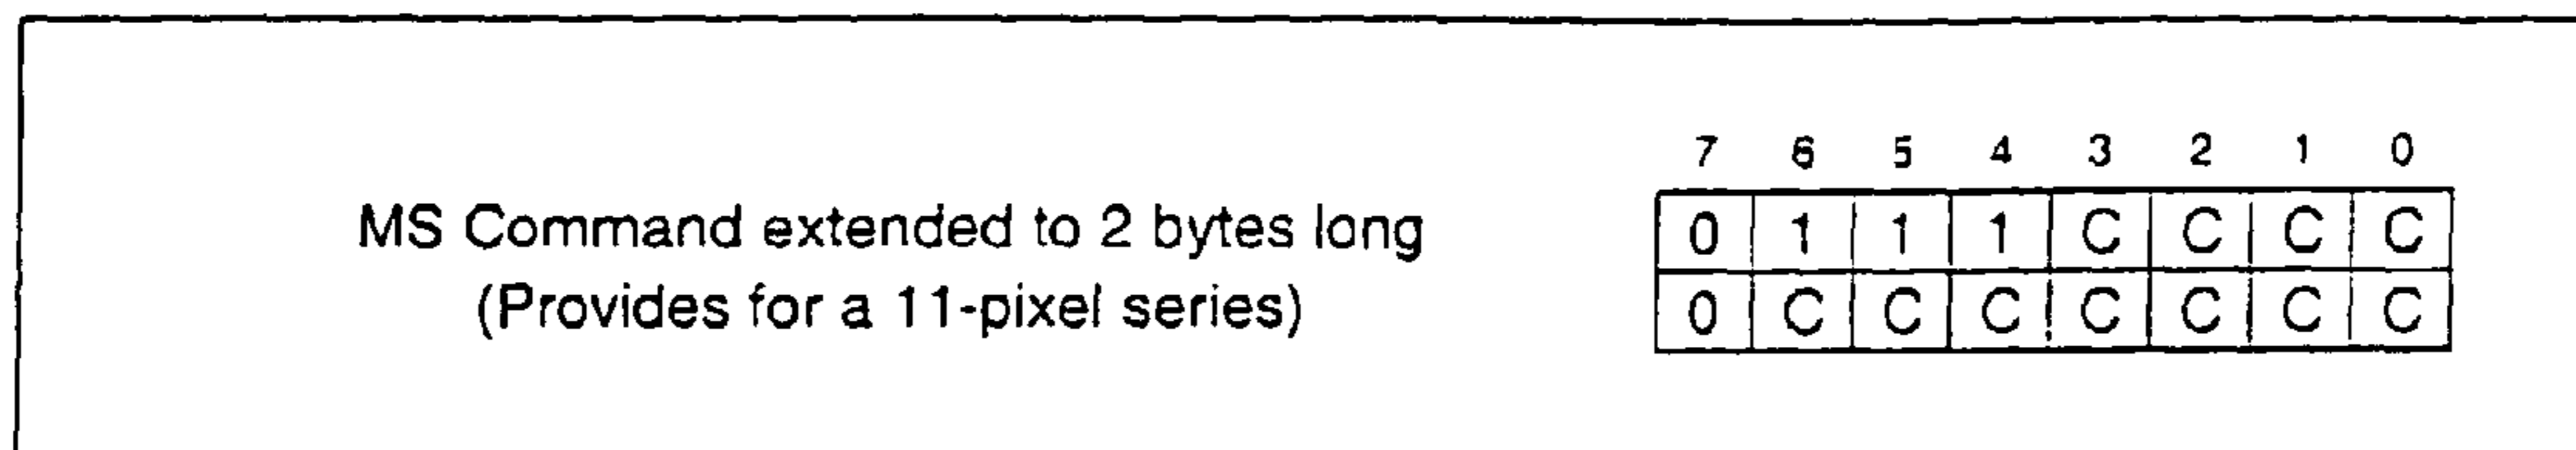 7 6 5 4 3 2 1 0
MS Command extended to 2 bytes long 0 1 1 1 C C C C
(Provides for a 11-pixel series) 0 C C C C C C C